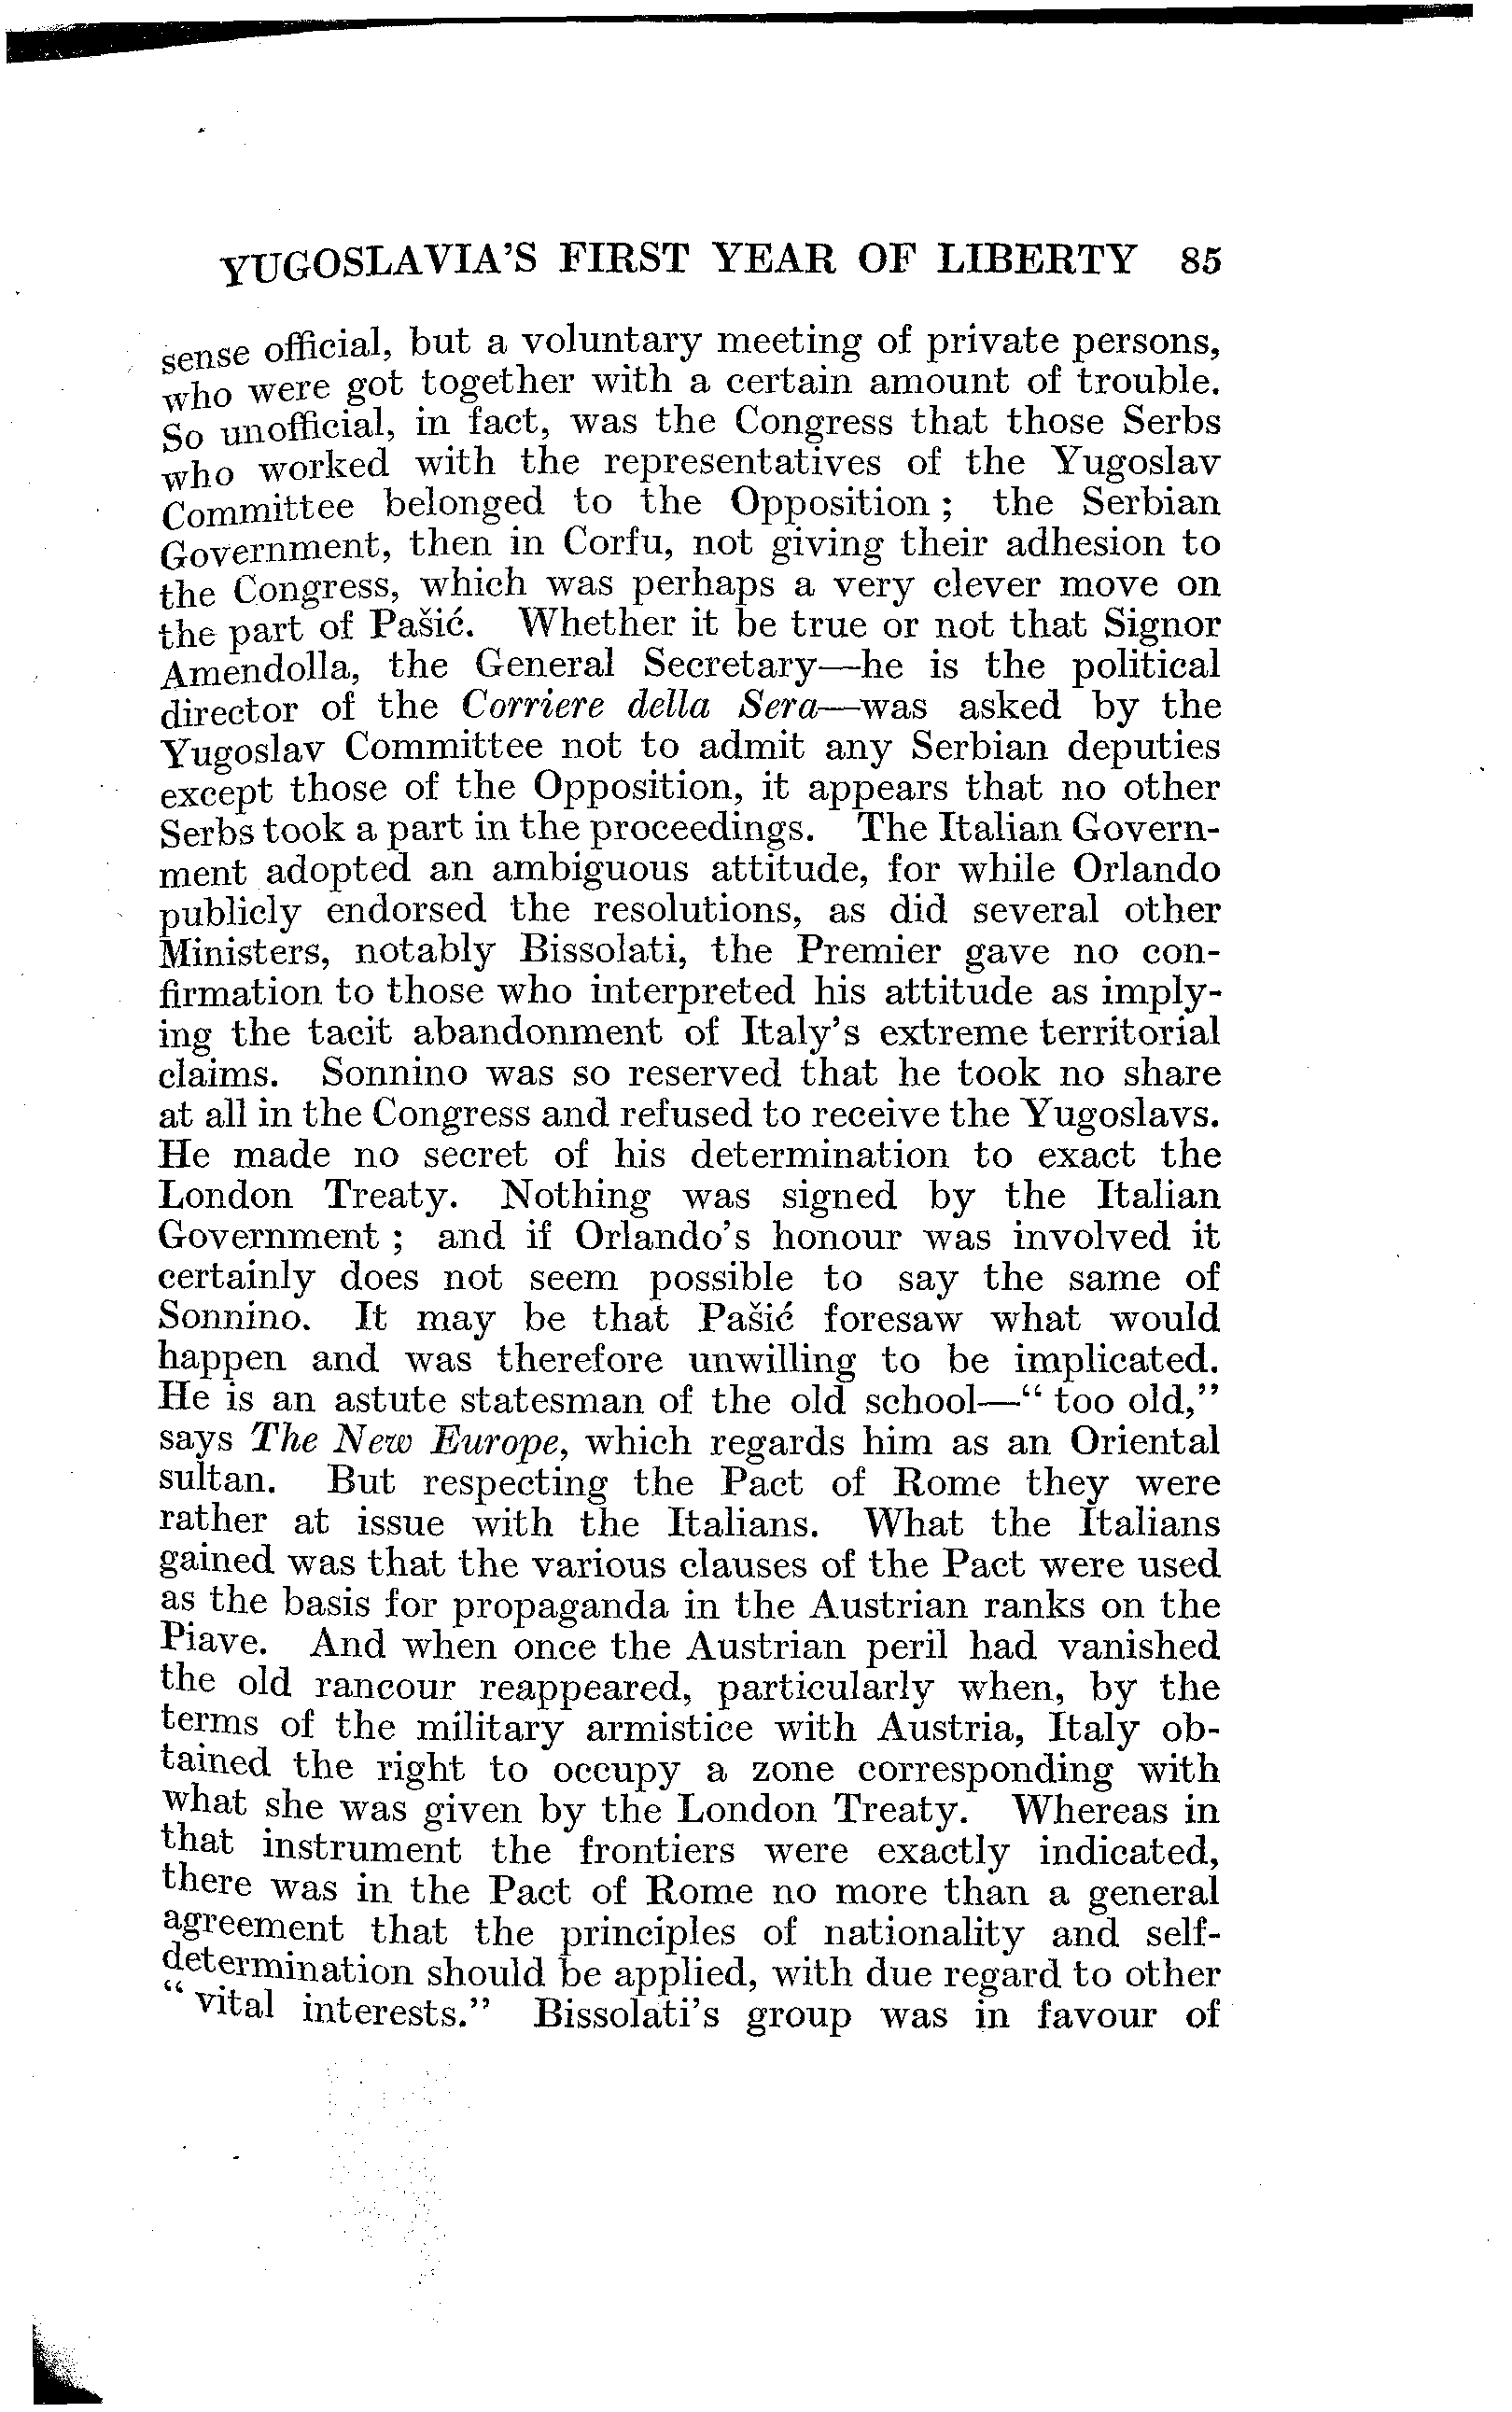 YUGOSLAVIA'S FIRST YEAR OF LIBERTY 85
sense official, but a voluntary meeting of private persons,
who were got together with a certain amount of trouble.
So unofficial, in fact, was the Congress that those Serbs
who worked with the representatives of the Yugoslav
Committee belonged to the Opposition ; the Serbian
Government, then in Corfu, not giving their adhesion to
the Congress, which was perhaps a very clever move on
the part of Pašić. Whether it be true or not that Signor
Amendolla, the General Secretary—he is the political
director of the Corriere della Sera—was asked by the
Yugoslav Committee not to admit any Serbian deputies
except those of the Opposition, it appears that no other
Serbs took a part in the proceedings. The Italian Govern-
ment adopted an ambiguous attitude, for while Orlando
publicly endorsed the resolutions, as did several other
Ministers, notably Bissolati, the Premier gave no con-
firmation to those who interpreted his attitude as imply-
ing the tacit abandonment of Italy's extreme territorial
claims. Sonnino was so reserved that he took no share
at all in the Congress and refused to receive the Yugoslavs.
He made no secret of his determination to exact the
London Treaty. Nothing was signed by the Italian
Government ; and if Orlando's honour was involved it
certainly does not seem possible to say the same of
Sonnino. It may be that Pašić foresaw what would
happen and was therefore unwilling to be implicated.
He is an astute statesman of the old school—" too old,"
says The New Europe, which regards him as an Oriental
sultan. But respecting the Pact of Rome they were
rather at issue with the Italians. What the Italians
gained was that the various clauses of the Pact were used
as the basis for propaganda in the Austrian ranks on the
Piave. And when once the Austrian peril had vanished
the old rancour reappeared, particularly when, by the
terms of the military armistice with Austria, Italy ob-
tained the right to occupy a zone corresponding with
what she was given by the London Treaty. Whereas in
that instrument the frontiers were exactly indicated,
there was in the Pact of Rome no more than a general
agreement that the principles of nationality and self-
determination should be applied, with due regard to other
" vital interests." Bissolati's group was in favour of